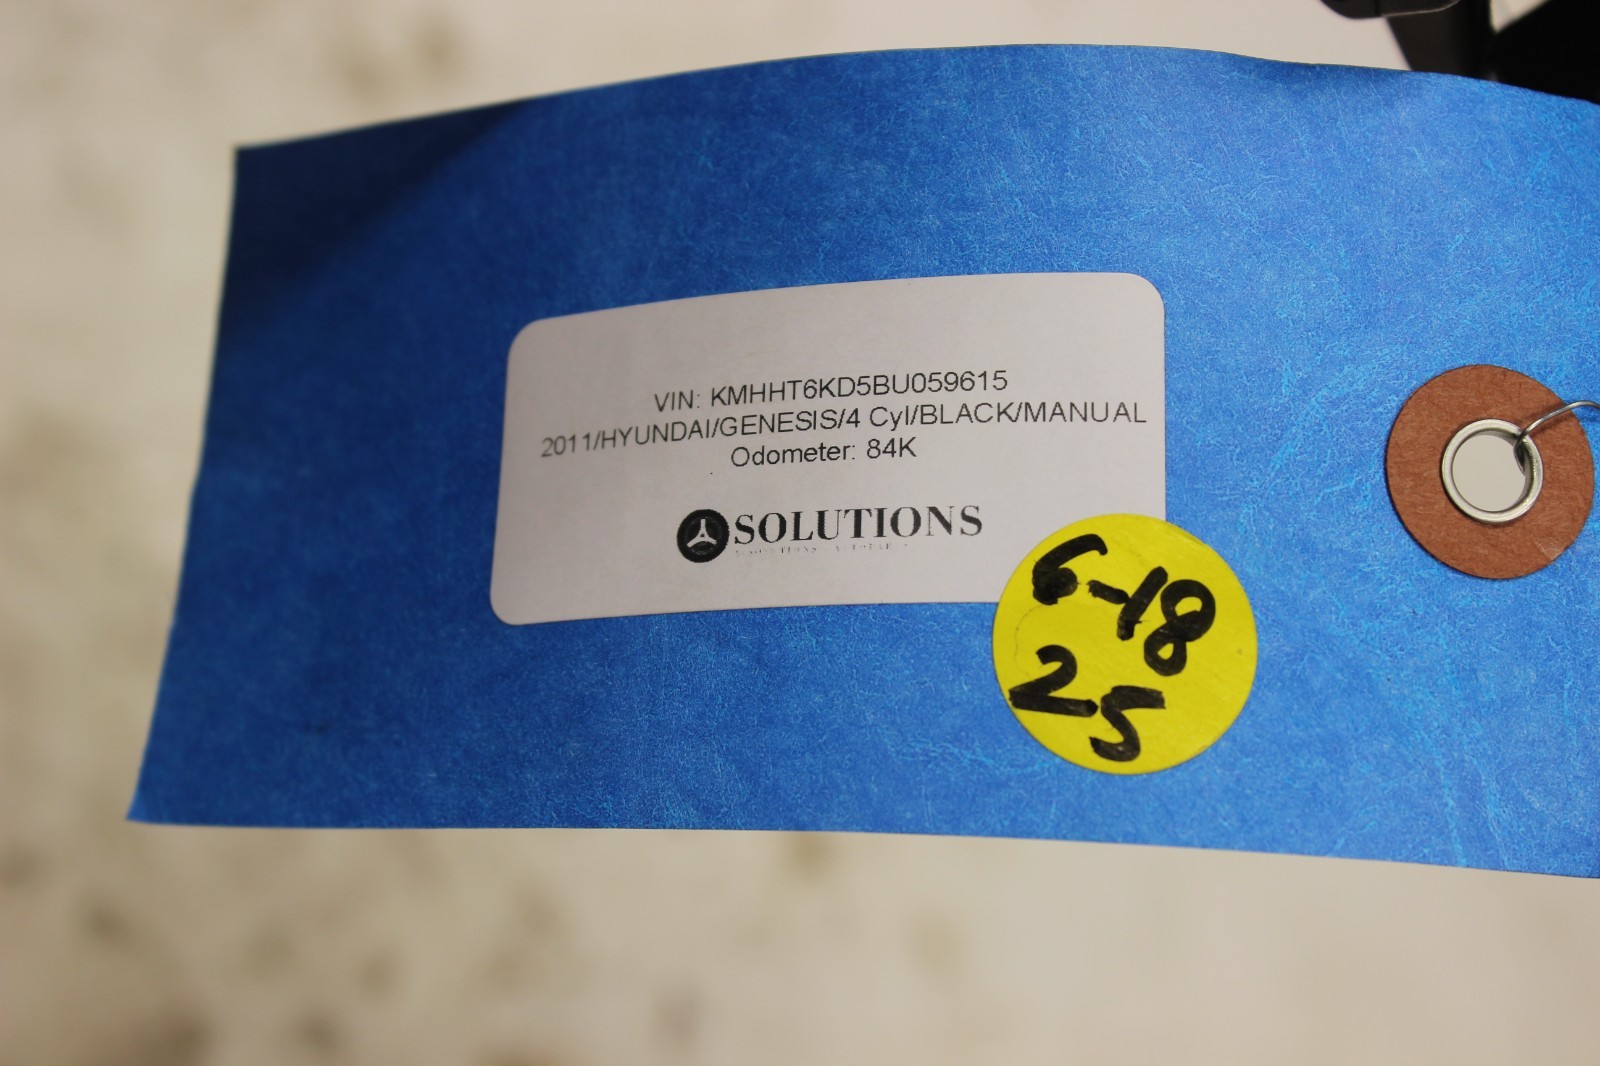 VIN: KMHHT6KD5BU059615
2011/HYUNDAI/GENESIS/4 Cyl/BLACK/MANUAL
Odometer: 84K
SOLUTIONS
6-18
25